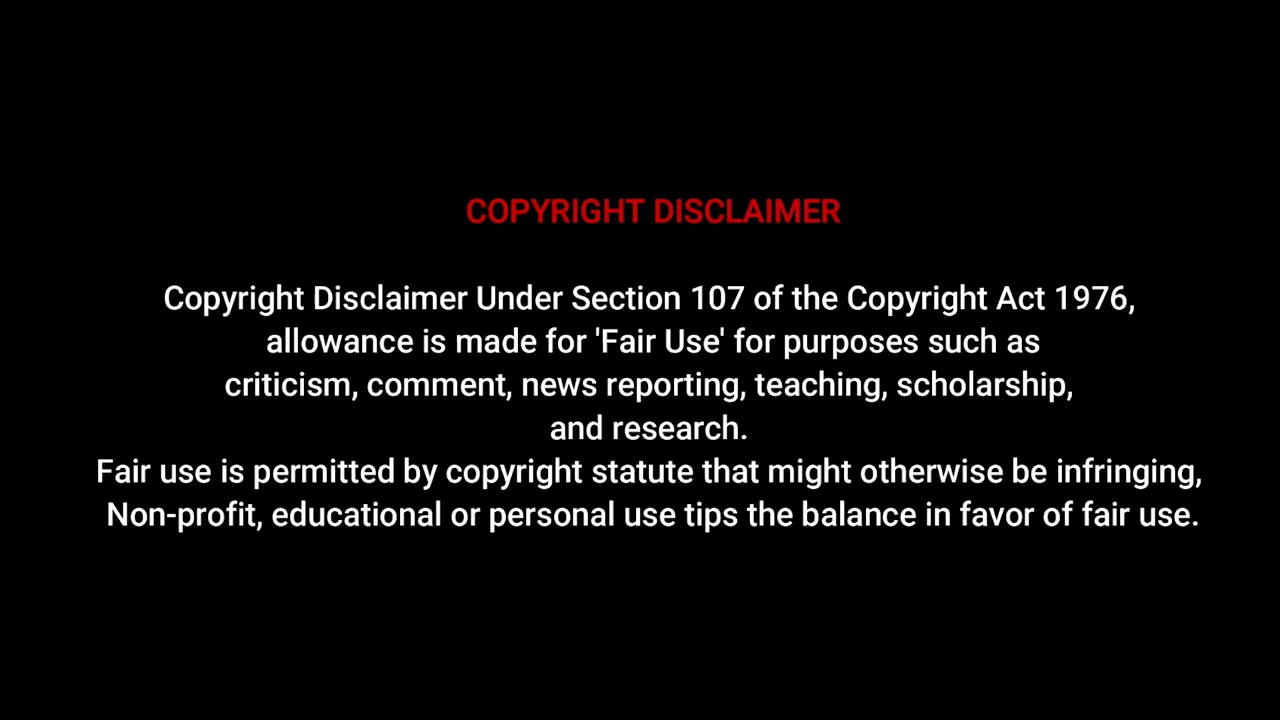 COPYRIGHT DISCLAIMER
Copyright Disclaimer Under Section 107 of the Copyright Act 1976,
allowance is made for 'Fair Use' for purposes such as
criticism, comment, news reporting, teaching, scholarship,
and research.
Fair use is permitted by copyright statute that might otherwise be infringing,
Non-profit, educational or personal use tips the balance in favor of fair use.